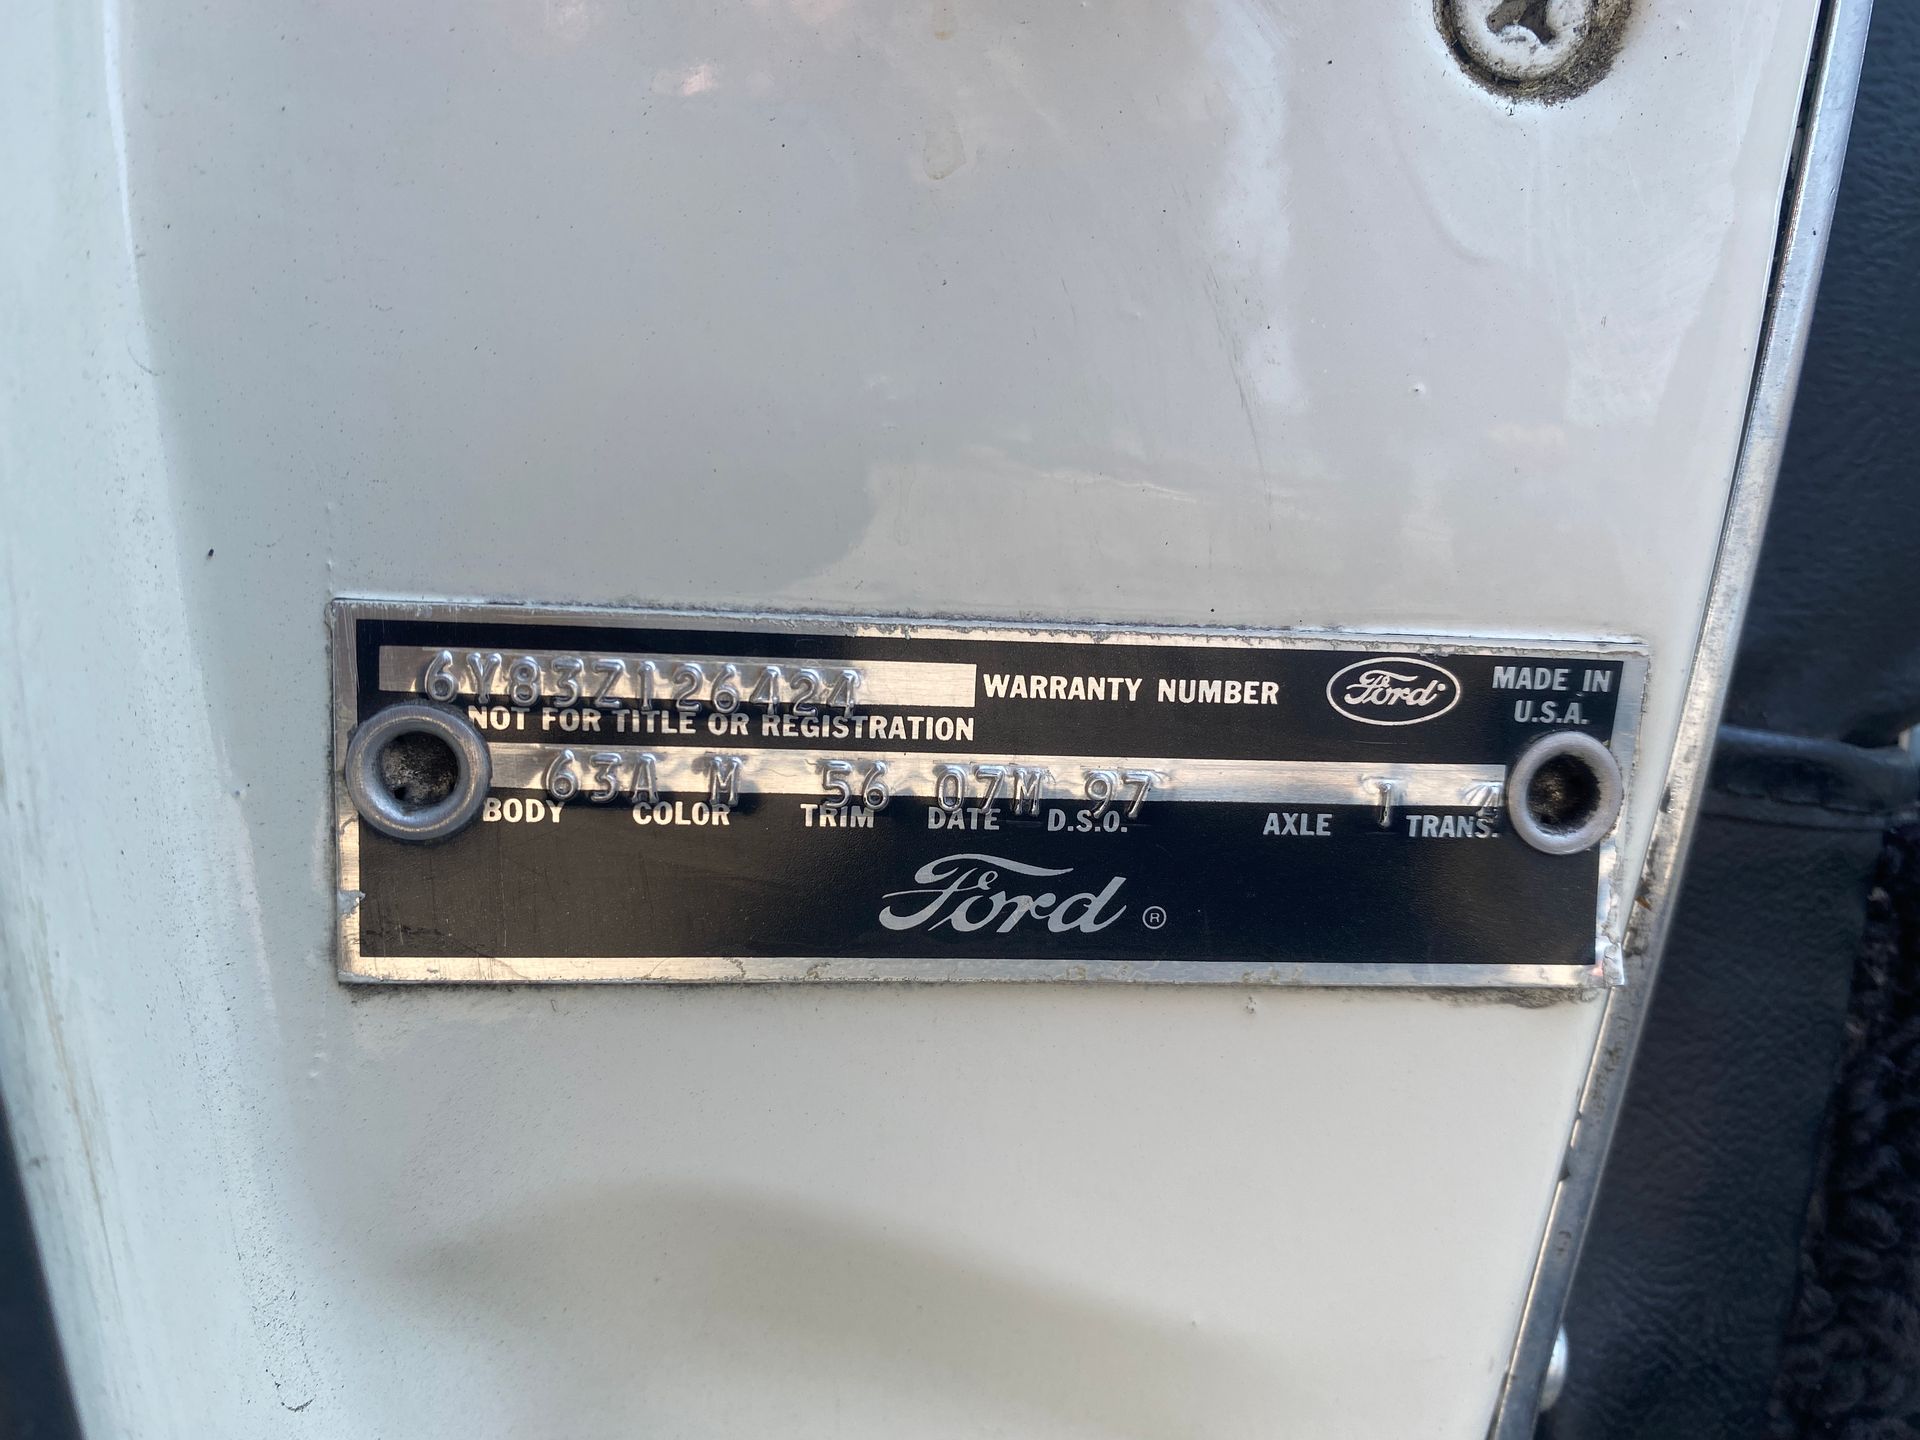 6Y83Z126424 WARRANTY NUMBER Ford MADE IN
U.S.A.
NOT FOR TITLE OR REGISTRATION
63A M 56 07M 97 1 4
BODY COLOR TRIM DATE D.S.O. AXLE TRANS.
Ford ®